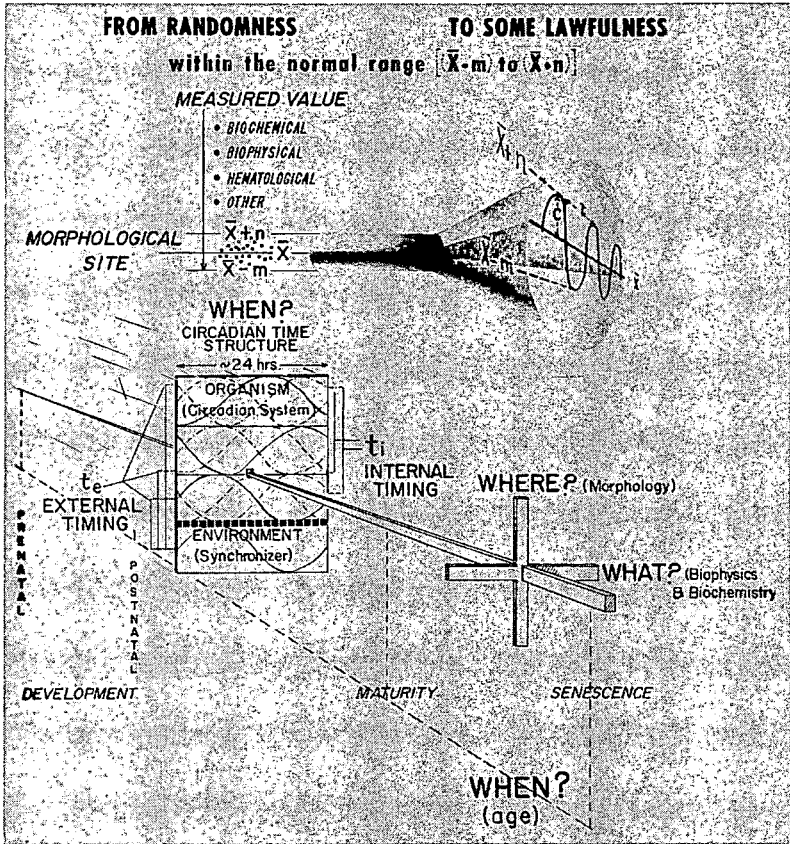 FROM RANDOMNESS TO SOME LAWFULNESS
within the normal range [(X̄-m) to (X̄+n)]
MEASURED VALUE
• BIOCHEMICAL
• BIOPHYSICAL
• HEMATOLOGICAL
• OTHER
X̄+n
MORPHOLOGICAL
SITE
X̄
X̄-m
X̄+n
C
t
X̄-m
x̄
WHEN?
CIRCADIAN TIME
STRUCTURE
~24 hrs.
ORGANISM
(Circadian System)
ti
INTERNAL
TIMING
te
EXTERNAL
TIMING
ENVIRONMENT
(Synchronizer)
WHERE? (Morphology)
WHAT? (Biophysics
& Biochemistry
PRENATAL
POSTNATAL
DEVELOPMENT
MATURITY
SENESCENCE
WHEN?
(age)